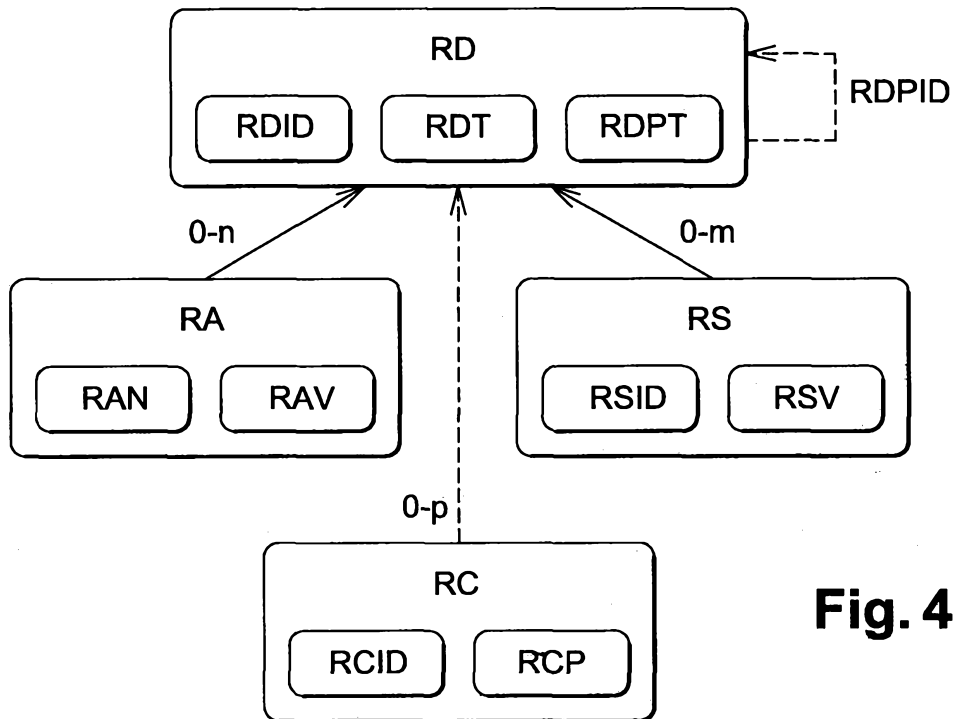 RD
RDPID
RDID RDT RDPT
0-n 0-m
RA RS
RAN RAV RSID RSV
0-p
RC
RCID RCP
Fig. 4